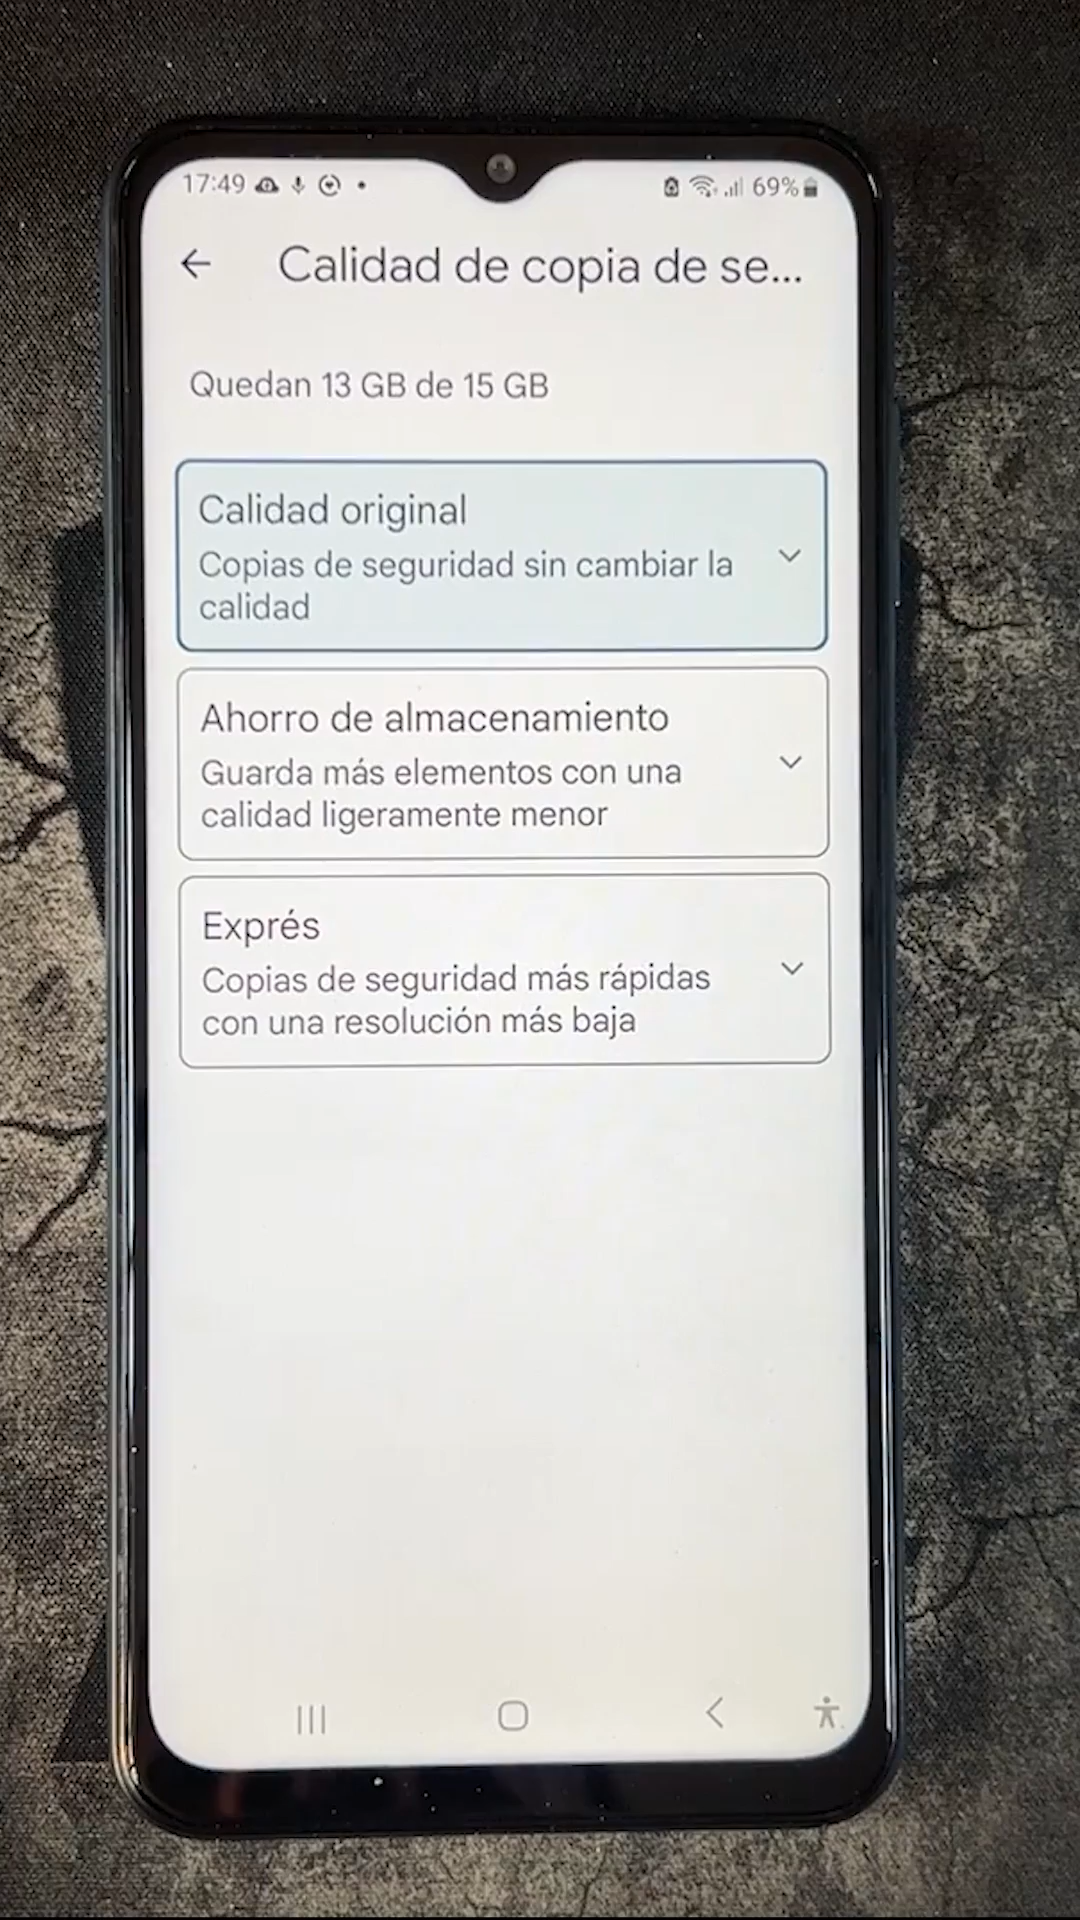 17:49
69%
Calidad de copia de se...
Quedan 13 GB de 15 GB
Calidad original
Copias de seguridad sin cambiar la
calidad
Ahorro de almacenamiento
Guarda más elementos con una
calidad ligeramente menor
Exprés
Copias de seguridad más rápidas
con una resolución más baja